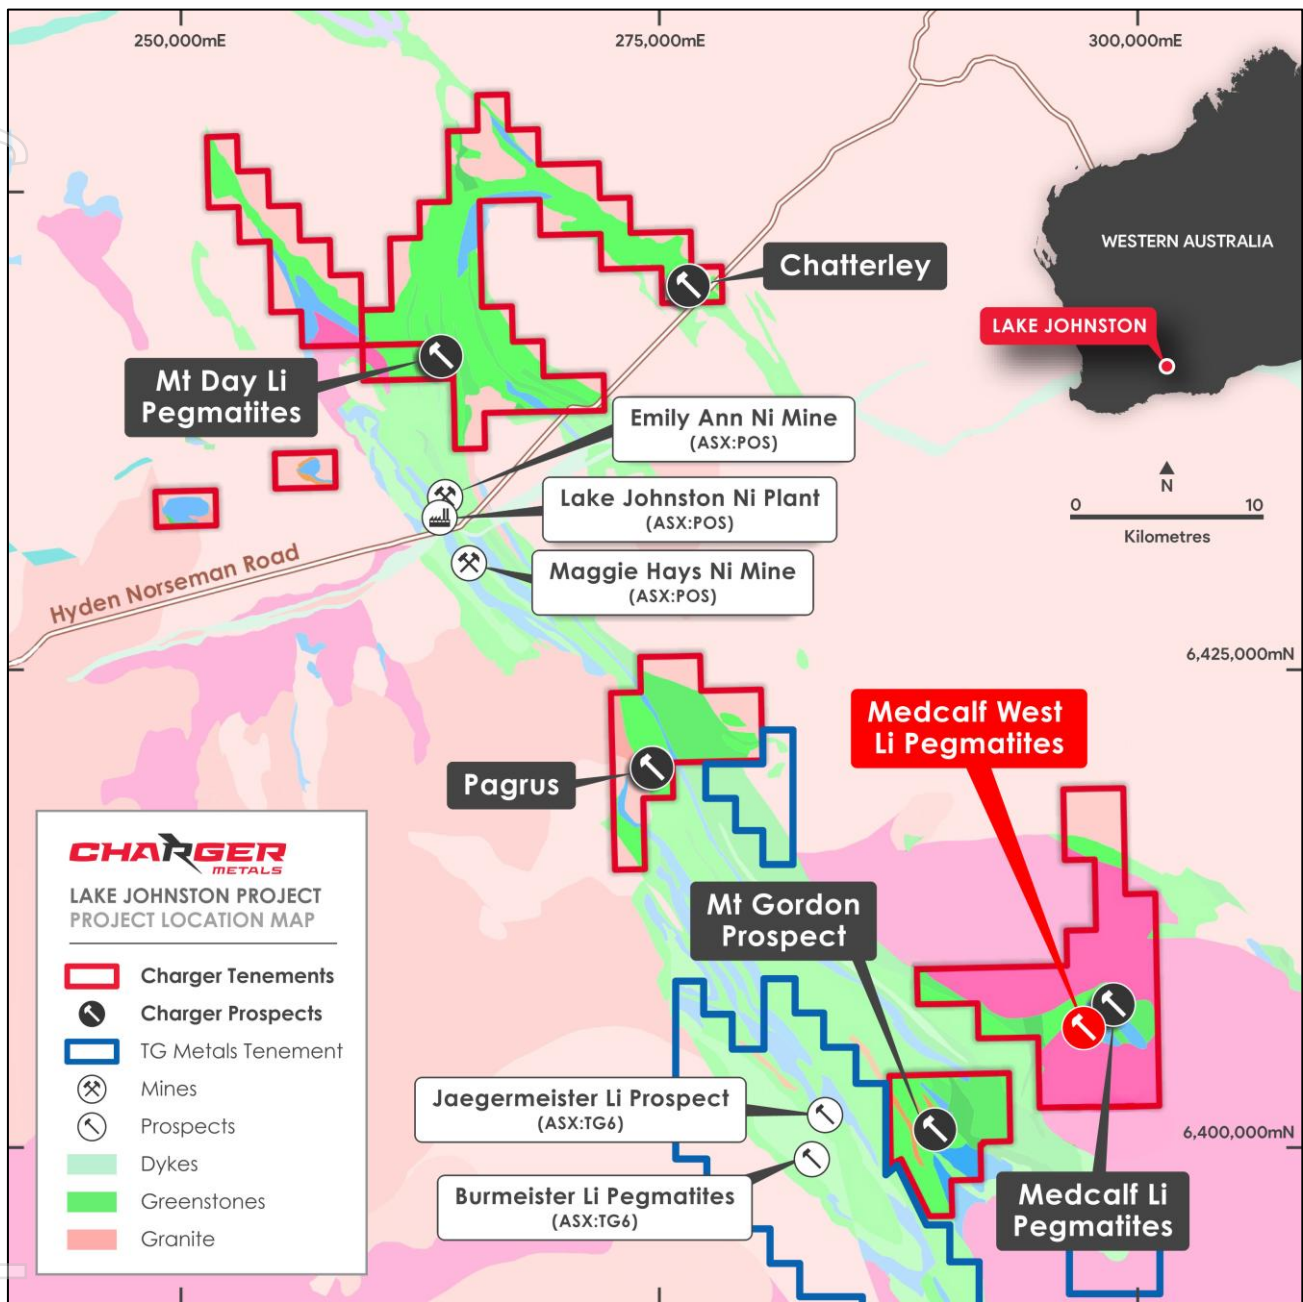 250,000mE
275,000mE
300,000mE
WESTERN AUSTRALIA
LAKE JOHNSTON
Chatterley
Mt Day Li
Pegmatites
Emily Ann Ni Mine
(ASX:POS)
Lake Johnston Ni Plant
(ASX:POS)
Maggie Hays Ni Mine
(ASX:POS)
N
0
10
Kilometres
Hyden Norseman Road
6,425,000mN
Medcalf West
Li Pegmatites
Pagrus
Mt Gordon
Prospect
Jaegermeister Li Prospect
(ASX:TG6)
Burmeister Li Pegmatites
(ASX:TG6)
6,400,000mN
Medcalf Li
Pegmatites
CHARGER
METALS
LAKE JOHNSTON PROJECT
PROJECT LOCATION MAP
Charger Tenements
Charger Prospects
TG Metals Tenement
Mines
Prospects
Dykes
Greenstones
Granite